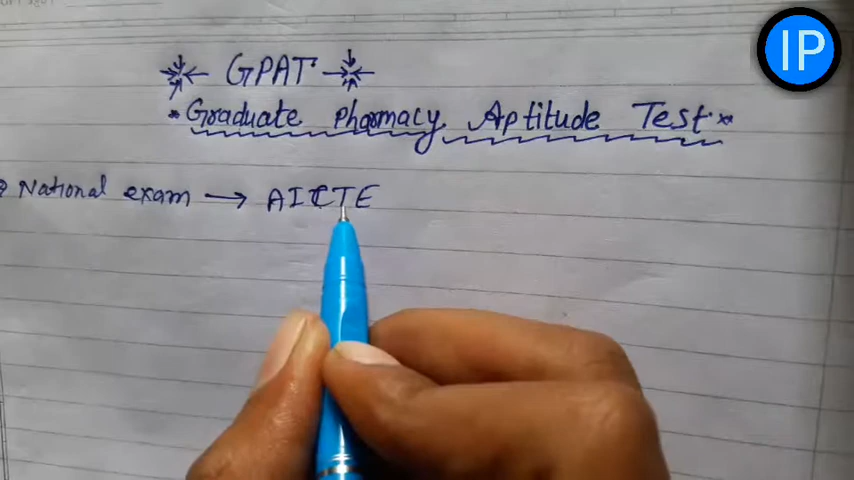 IP
GPAT
*Graduate Pharmacy Aptitude Test*
National exam → AICTE